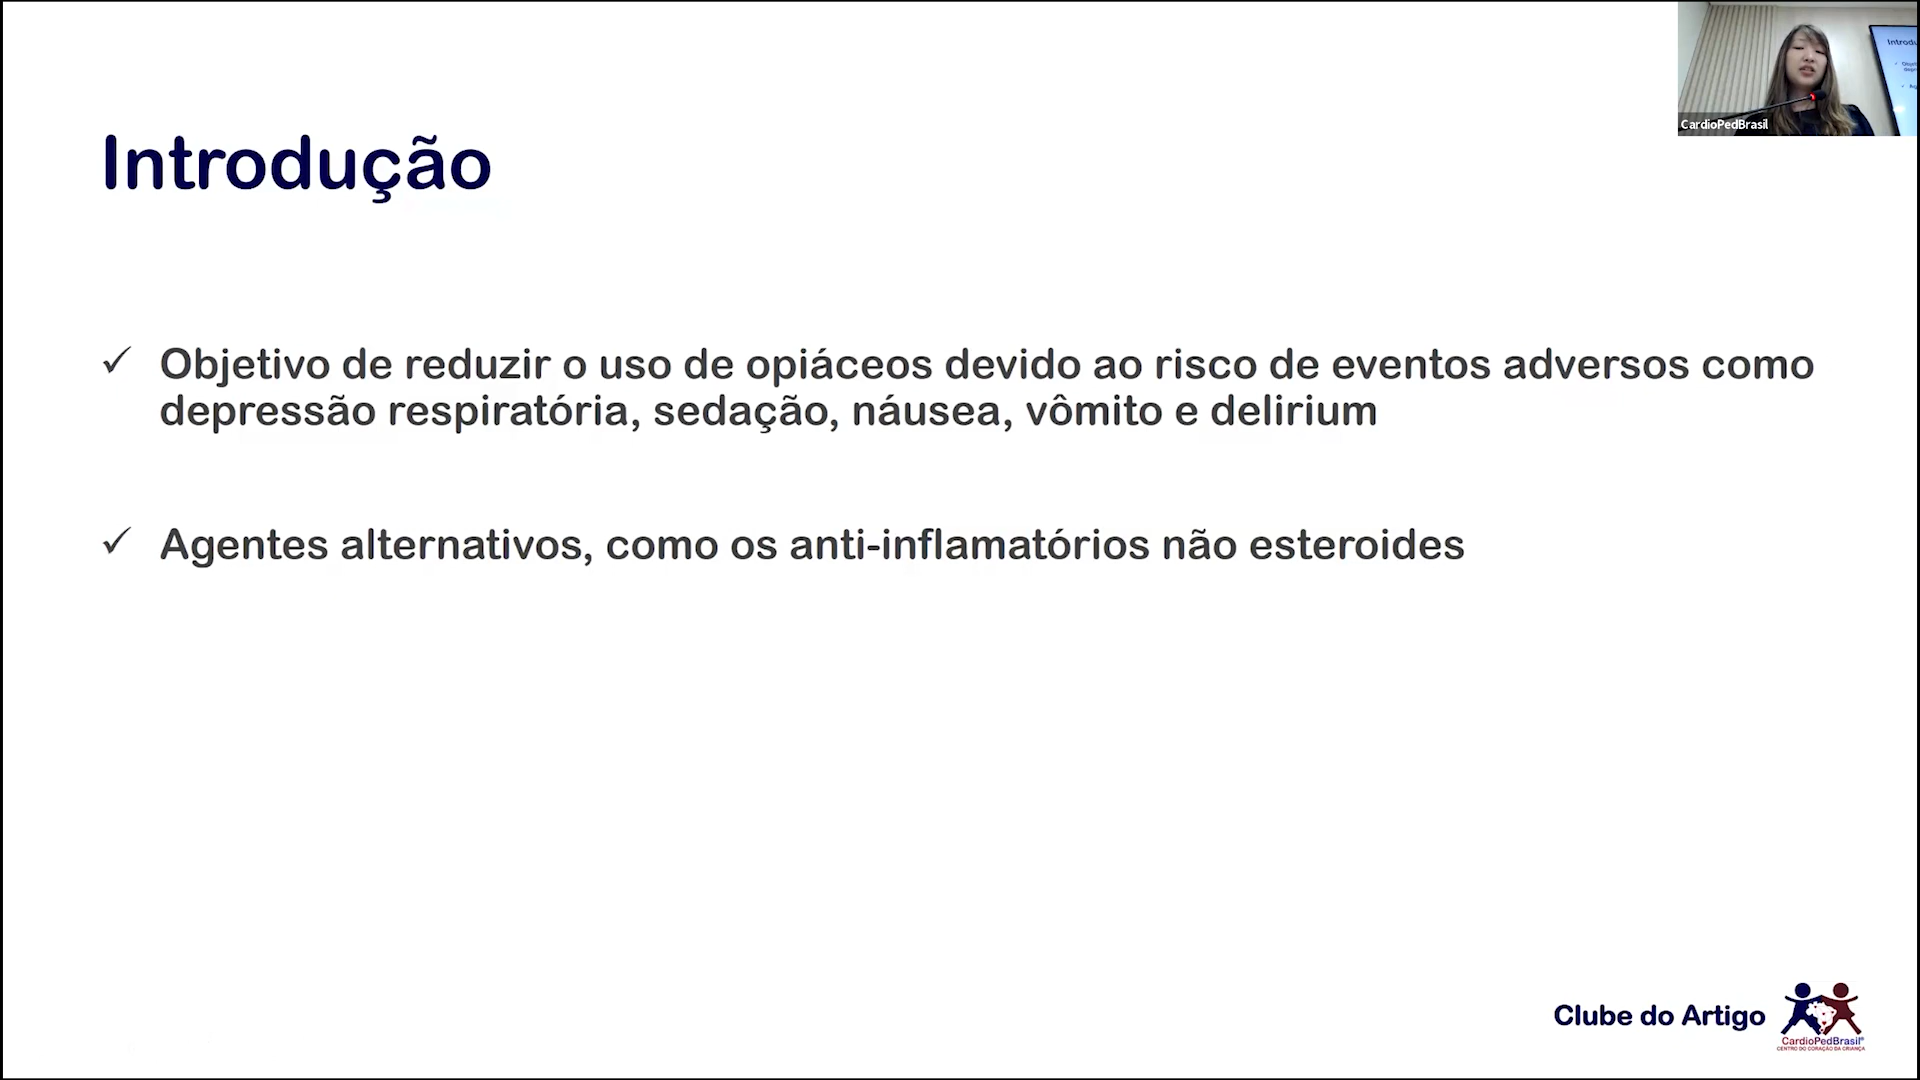 Introdução
CardioPedBrasil
✓ Objetivo de reduzir o uso de opiáceos devido ao risco de eventos adversos como
depressão respiratória, sedação, náusea, vômito e delirium
✓ Agentes alternativos, como os anti-inflamatórios não esteroides
Clube do Artigo
CardioPedBrasil®
CENTRO DO CORAÇÃO DA CRIANÇA